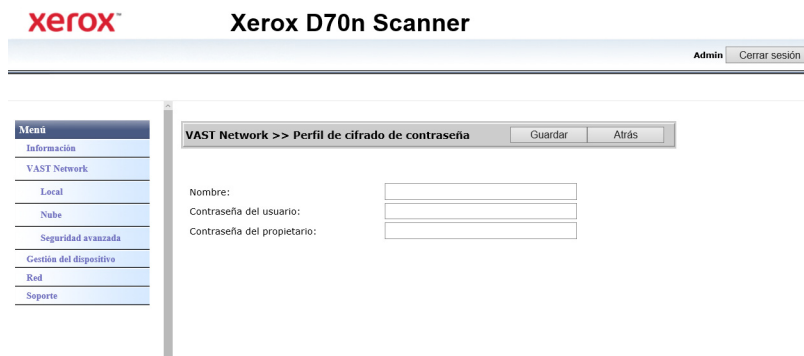 xerox™
Xerox D70n Scanner
Admin Cerrar sesión
Menú
Información
VAST Network
Local
Nube
Seguridad avanzada
Gestión del dispositivo
Red
Soporte
VAST Network >> Perfil de cifrado de contraseña Guardar Atrás
Nombre:
Contraseña del usuario:
Contraseña del propietario: